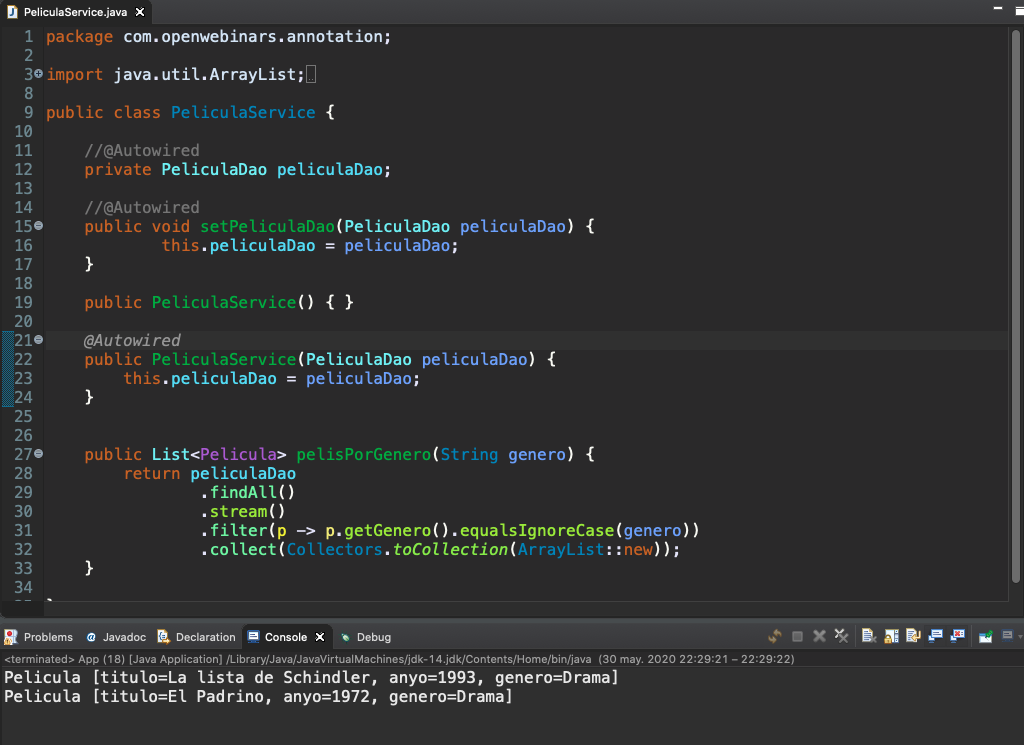 PeliculaService.java
1 package com.openwebinars.annotation;
2
3 import java.util.ArrayList;
8
9 public class PeliculaService {
10
11     //@Autowired
12     private PeliculaDao peliculaDao;
13
14     //@Autowired
15     public void setPeliculaDao(PeliculaDao peliculaDao) {
16             this.peliculaDao = peliculaDao;
17     }
18
19     public PeliculaService() { }
20
21     @Autowired
22     public PeliculaService(PeliculaDao peliculaDao) {
23         this.peliculaDao = peliculaDao;
24     }
25
26
27     public List<Pelicula> pelisPorGenero(String genero) {
28         return peliculaDao
29                 .findAll()
30                 .stream()
31                 .filter(p -> p.getGenero().equalsIgnoreCase(genero))
32                 .collect(Collectors.toCollection(ArrayList::new));
33     }
34
Problems @ Javadoc Declaration Console Debug
<terminated> App (18) [Java Application] /Library/Java/JavaVirtualMachines/jdk-14.jdk/Contents/Home/bin/java (30 may. 2020 22:29:21 – 22:29:22)
Pelicula [titulo=La lista de Schindler, anyo=1993, genero=Drama]
Pelicula [titulo=El Padrino, anyo=1972, genero=Drama]